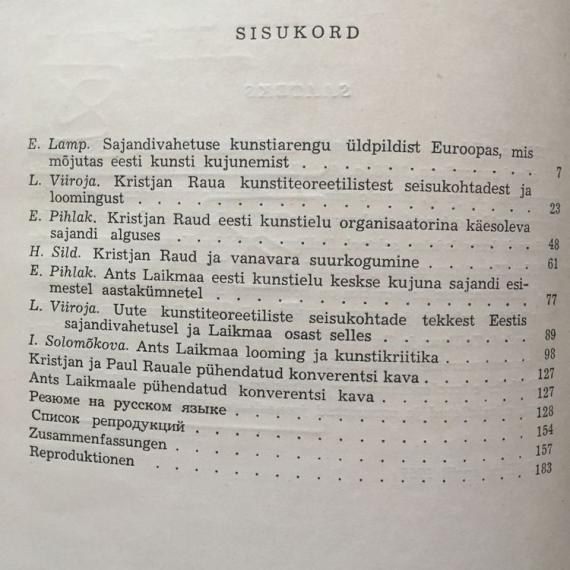 SISUKORD
E. Lamp. Sajandivahetuse kunstiarengu üldpildist Euroopas, mis
mõjutas eesti kunsti kujunemist . . . . . . . . . . . 7
L. Viiroja. Kristjan Raua kunstiteoreetilistest seisukohtadest ja
loomingust . . . . . . . . . . . . . . . . . 23
E. Pihlak. Kristjan Raud eesti kunstielu organisaatorina käesoleva
sajandi alguses . . . . . . . . . . . . . . . 48
H. Sild. Kristjan Raud ja vanavara suurkogumine . . . . . . 61
E. Pihlak. Ants Laikmaa eesti kunstielu keskse kujuna sajandi esi-
mestel aastakümnetel . . . . . . . . . . . . . 77
L. Viiroja. Uute kunstiteoreetiliste seisukohtade tekkest Eestis
sajandivahetusel ja Laikmaa osast selles . . . . . . . . 89
I. Solomõkova. Ants Laikmaa looming ja kunstikriitika . . . . . 98
Kristjan ja Paul Rauale pühendatud konverentsi kava . . . . . . 127
Ants Laikmaale pühendatud konverentsi kava . . . . . . . . 127
Резюме на русском языке . . . . . . . . . . . . . 128
Список репродукций . . . . . . . . . . . . . . 154
Zusammenfassungen . . . . . . . . . . . . . . . 157
Reproduktionen . . . . . . . . . . . . . . . . 183